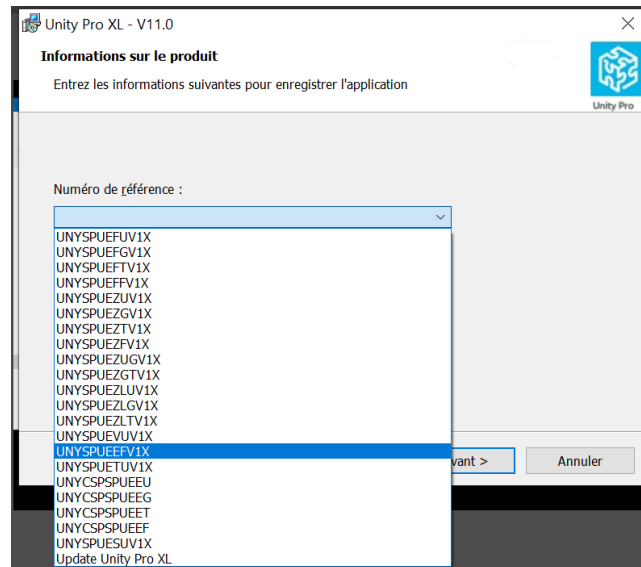 Unity Pro XL - V11.0
Informations sur le produit
Entrez les informations suivantes pour enregistrer l'application
Unity Pro
Numéro de référence :
UNYSPUEFUV1X
UNYSPUEFGV1X
UNYSPUEFTV1X
UNYSPUEFFV1X
UNYSPUEZUV1X
UNYSPUEZGV1X
UNYSPUEZTV1X
UNYSPUEZFV1X
UNYSPUEZUGV1X
UNYSPUEZGTV1X
UNYSPUEZLUV1X
UNYSPUEZLGV1X
UNYSPUEZLTV1X
UNYSPUEVUV1X
UNYSPUEEFV1X
UNYSPUETUV1X
UNYCSPSPUEEU
UNYCSPSPUEEG
UNYCSPSPUEET
UNYCSPSPUEEF
UNYSPUESUV1X
Update Unity Pro XL
vant >
Annuler